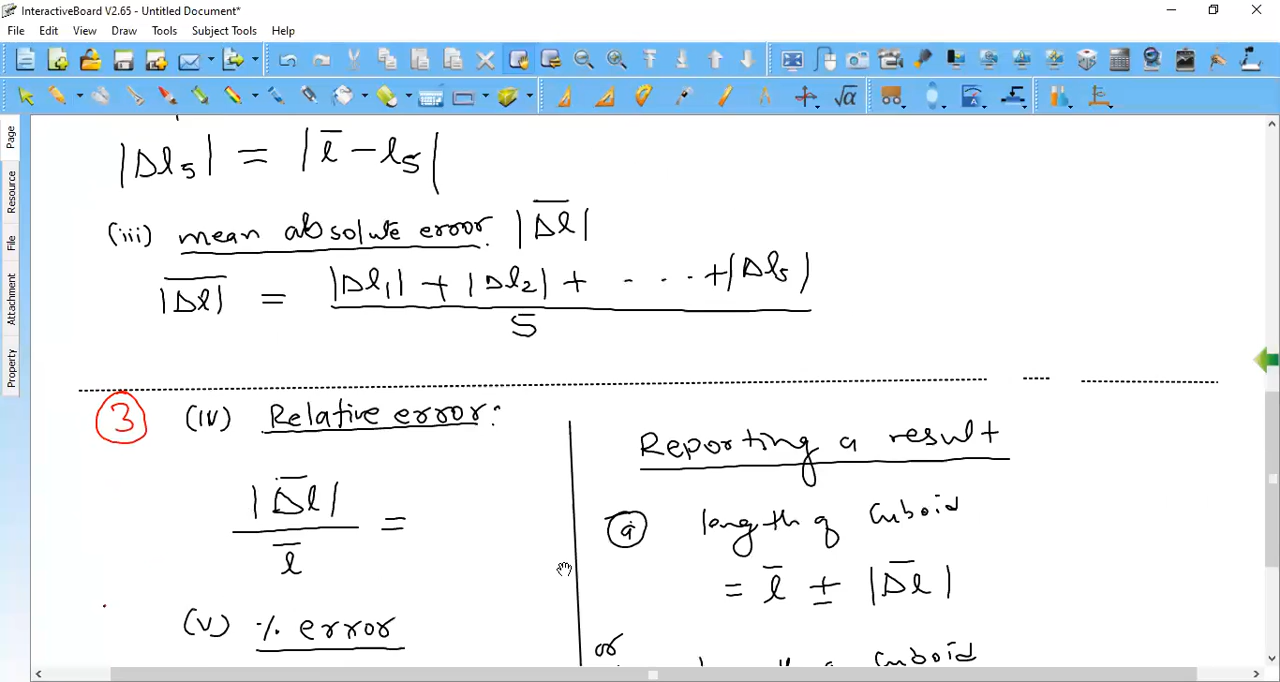 InteractiveBoard V2.65 - Untitled Document*
File Edit View Draw Tools Subject Tools Help
Page
Resource
File
Attachment
Property
|Δl₅| = |l̅ - l₅|
(iii) mean absolute error. |Δl̅|
|Δl|̅ = |Δl₁| + |Δl₂| + - . . . + |Δl₅| / 5
3 (iv) Relative error:
|Δ̅l| / l̅ =
(v) % error
Reporting a result
(a) length of cuboid
= l̅ ± |Δ̅l|
or
cuboid